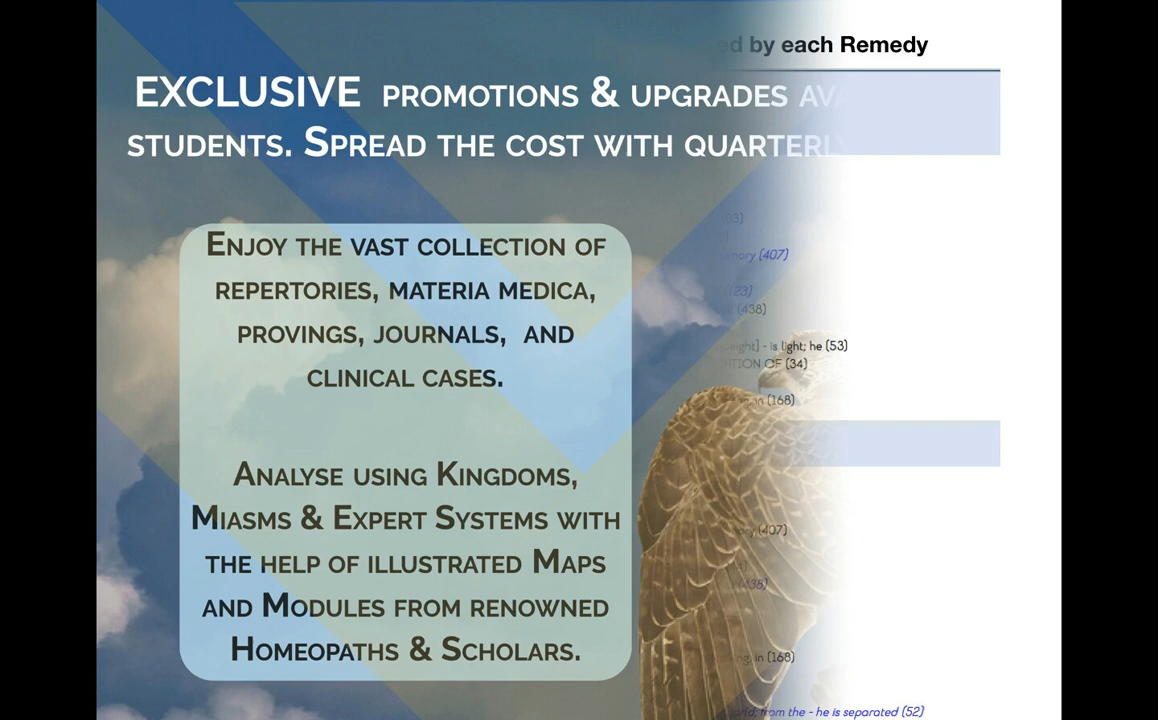 by each Remedy
EXCLUSIVE PROMOTIONS & UPGRADES
STUDENTS. SPREAD THE COST WITH QUARTERLY
(407)
ENJOY THE VAST COLLECTION OF
REPERTORIES, MATERIA MEDICA,
(438)
PROVINGS, JOURNALS, AND
- is light; he (53)
OF (34)
CLINICAL CASES.
(168)
ANALYSE USING KINGDOMS,
MIASMS & EXPERT SYSTEMS WITH
(407)
THE HELP OF ILLUSTRATED MAPS
AND MODULES FROM RENOWNED
HOMEOPATHS & SCHOLARS.
in (168)
from the - he is separated (52)